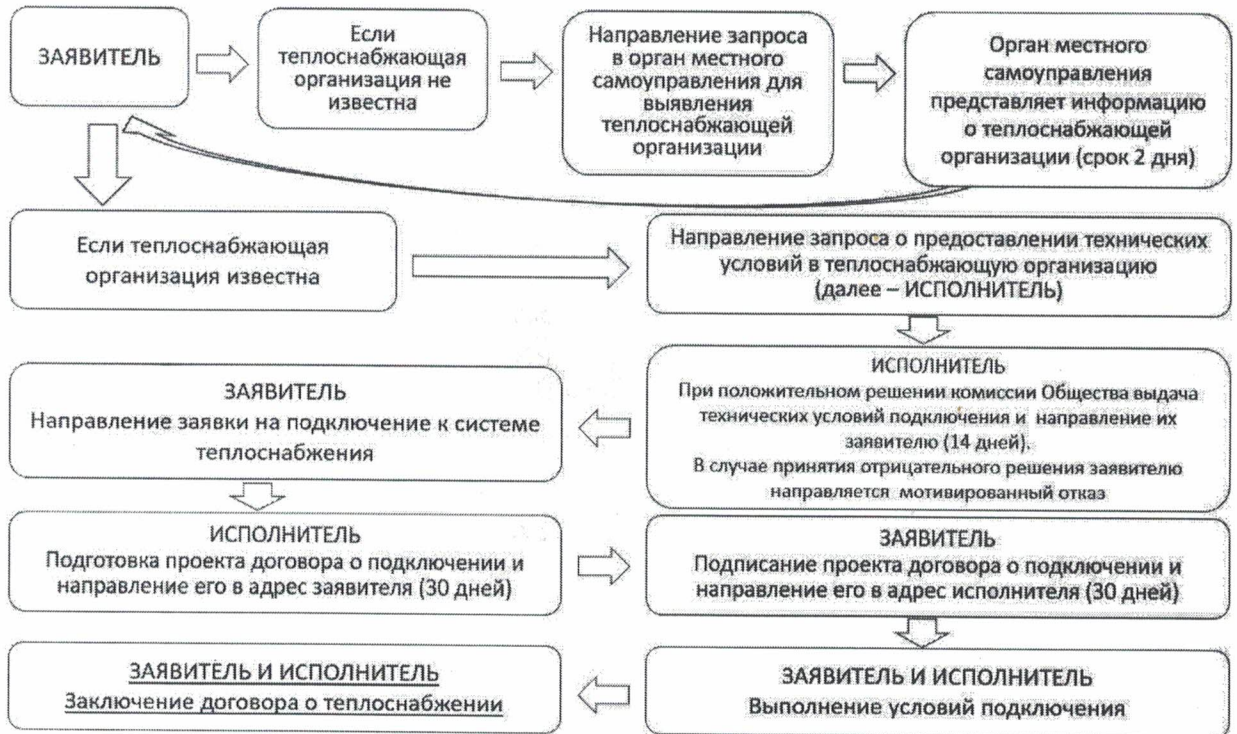 ЗАЯВИТЕЛЬ
Если
теплоснабжающая
организация не
известна
Направление запроса
в орган местного
самоуправления для
выявления
теплоснабжающей
организации
Орган местного
самоуправления
представляет информацию
о теплоснабжающей
организации (срок 2 дня)
Если теплоснабжающая
организация известна
Направление запроса о предоставлении технических
условий в теплоснабжающую организацию
(далее – ИСПОЛНИТЕЛЬ)
ИСПОЛНИТЕЛЬ
При положительном решении комиссии Общества выдача
технических условий подключения и направление их
заявителю (14 дней).
В случае принятия отрицательного решения заявителю
направляется мотивированный отказ
ЗАЯВИТЕЛЬ
Направление заявки на подключение к системе
теплоснабжения
ИСПОЛНИТЕЛЬ
Подготовка проекта договора о подключении и
направление его в адрес заявителя (30 дней)
ЗАЯВИТЕЛЬ
Подписание проекта договора о подключении и
направление его в адрес исполнителя (30 дней)
ЗАЯВИТЕЛЬ И ИСПОЛНИТЕЛЬ
Выполнение условий подключения
ЗАЯВИТЕЛЬ И ИСПОЛНИТЕЛЬ
Заключение договора о теплоснабжении